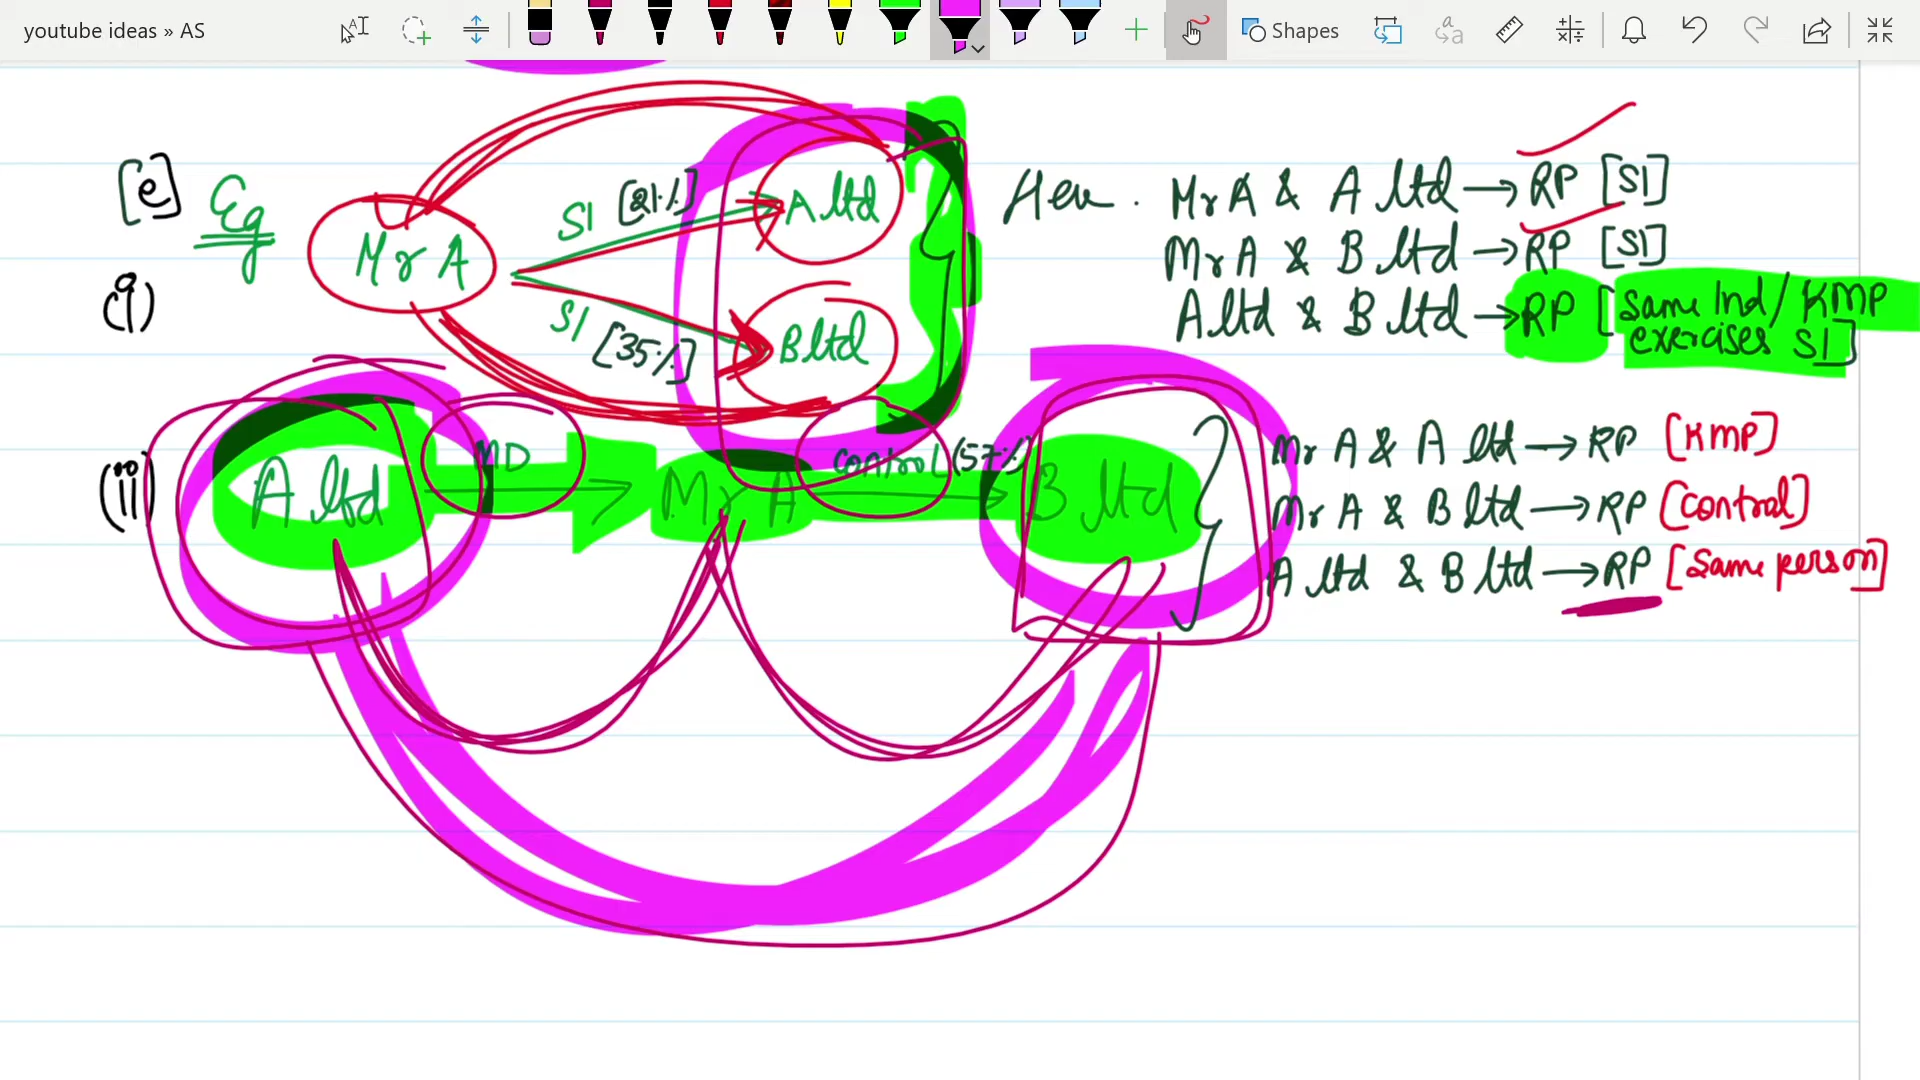 youtube ideas » AS
Shapes
[e] Eg
(i)
Mr A
SI [21%]
A ltd
SI [35%]
B ltd
Here. Mr A & A ltd → RP [SI]
Mr A & B ltd → RP [SI]
A ltd & B ltd → RP [same Ind/KMP
exercises SI]
(ii)
A ltd
MD
Mr A
control (57%)
B ltd
Mr A & A ltd → RP [KMP]
Mr A & B ltd → RP [control]
A ltd & B ltd → RP [same person]